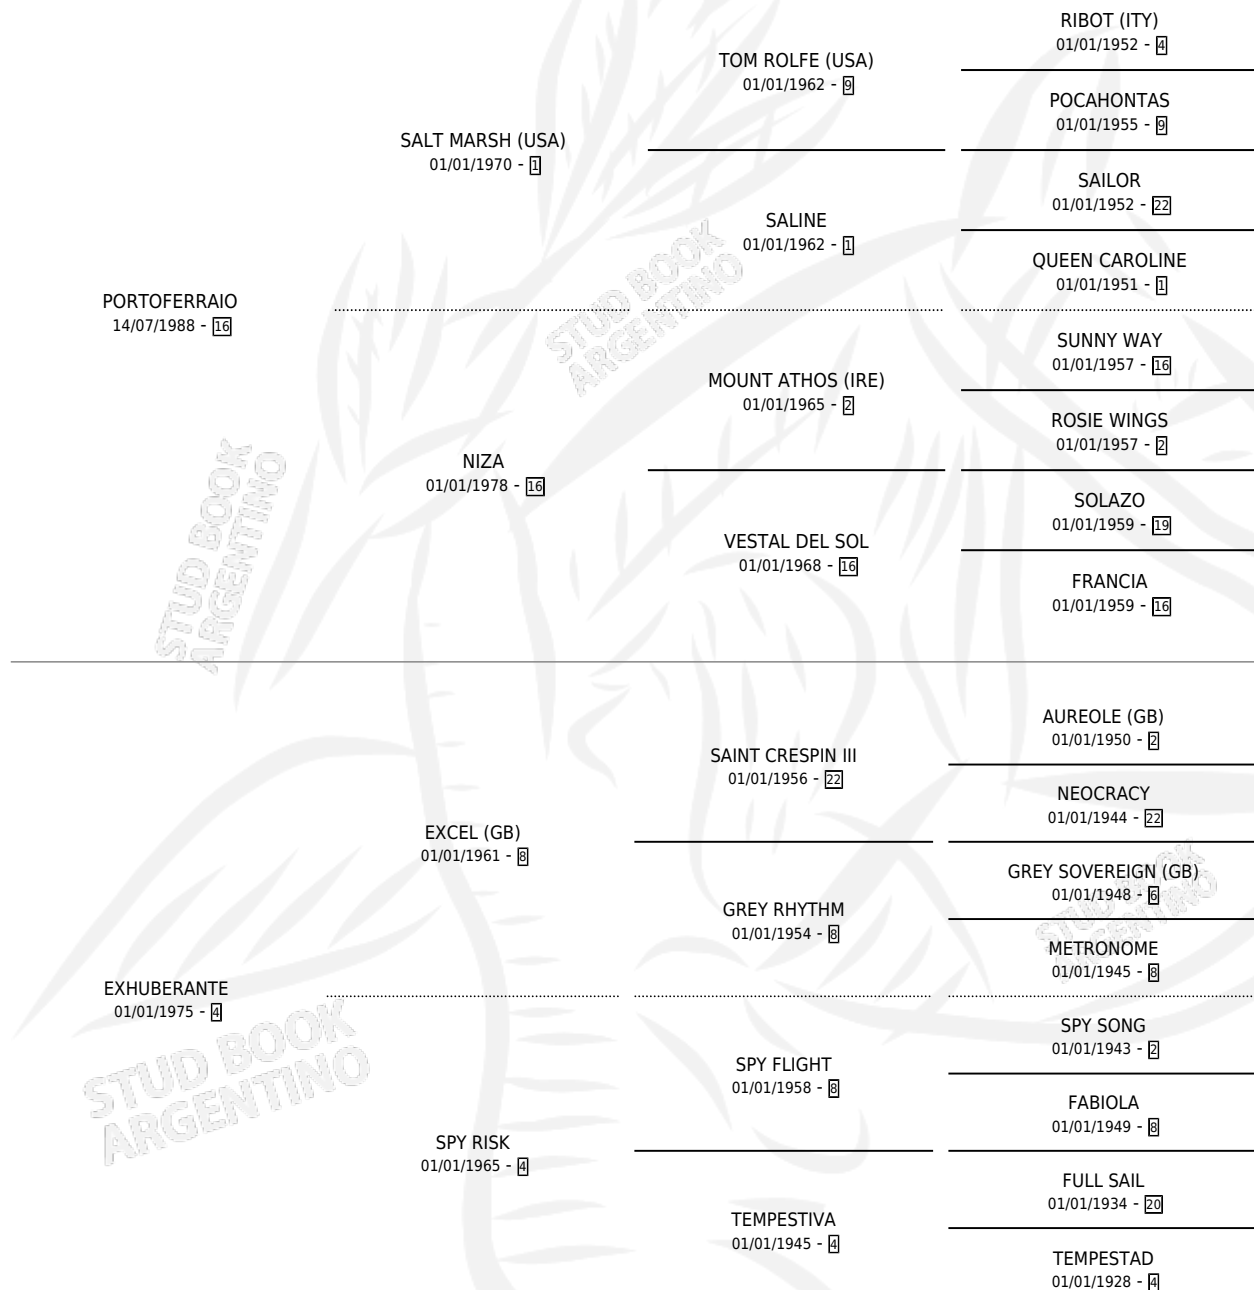 RIBOT (ITY)
01/01/1952 - 4
TOM ROLFE (USA)
01/01/1962 - 9
POCAHONTAS
01/01/1955 - 9
SALT MARSH (USA)
01/01/1970 - 1
SAILOR
01/01/1952 - 22
SALINE
01/01/1962 - 1
QUEEN CAROLINE
01/01/1951 - 1
PORTOFERRAIO
14/07/1988 - 16
STUD BOOK
ARGENTINO
SUNNY WAY
01/01/1957 - 16
MOUNT ATHOS (IRE)
01/01/1965 - 2
ROSIE WINGS
01/01/1957 - 2
NIZA
01/01/1978 - 16
SOLAZO
01/01/1959 - 19
VESTAL DEL SOL
01/01/1968 - 16
FRANCIA
01/01/1959 - 16
STUD BOOK
ARGENTINO
AUREOLE (GB)
01/01/1950 - 2
SAINT CRESPIN III
01/01/1956 - 22
NEOCRACY
01/01/1944 - 22
EXCEL (GB)
01/01/1961 - 8
GREY SOVEREIGN (GB)
01/01/1948 - 6
GREY RHYTHM
01/01/1954 - 8
STUD BOOK
ARGENTINO
METRONOME
01/01/1945 - 8
EXHUBERANTE
01/01/1975 - 4
STUD BOOK
ARGENTINO
SPY SONG
01/01/1943 - 2
SPY FLIGHT
01/01/1958 - 8
FABIOLA
01/01/1949 - 8
SPY RISK
01/01/1965 - 4
FULL SAIL
01/01/1934 - 20
TEMPESTIVA
01/01/1945 - 4
TEMPESTAD
01/01/1928 - 4